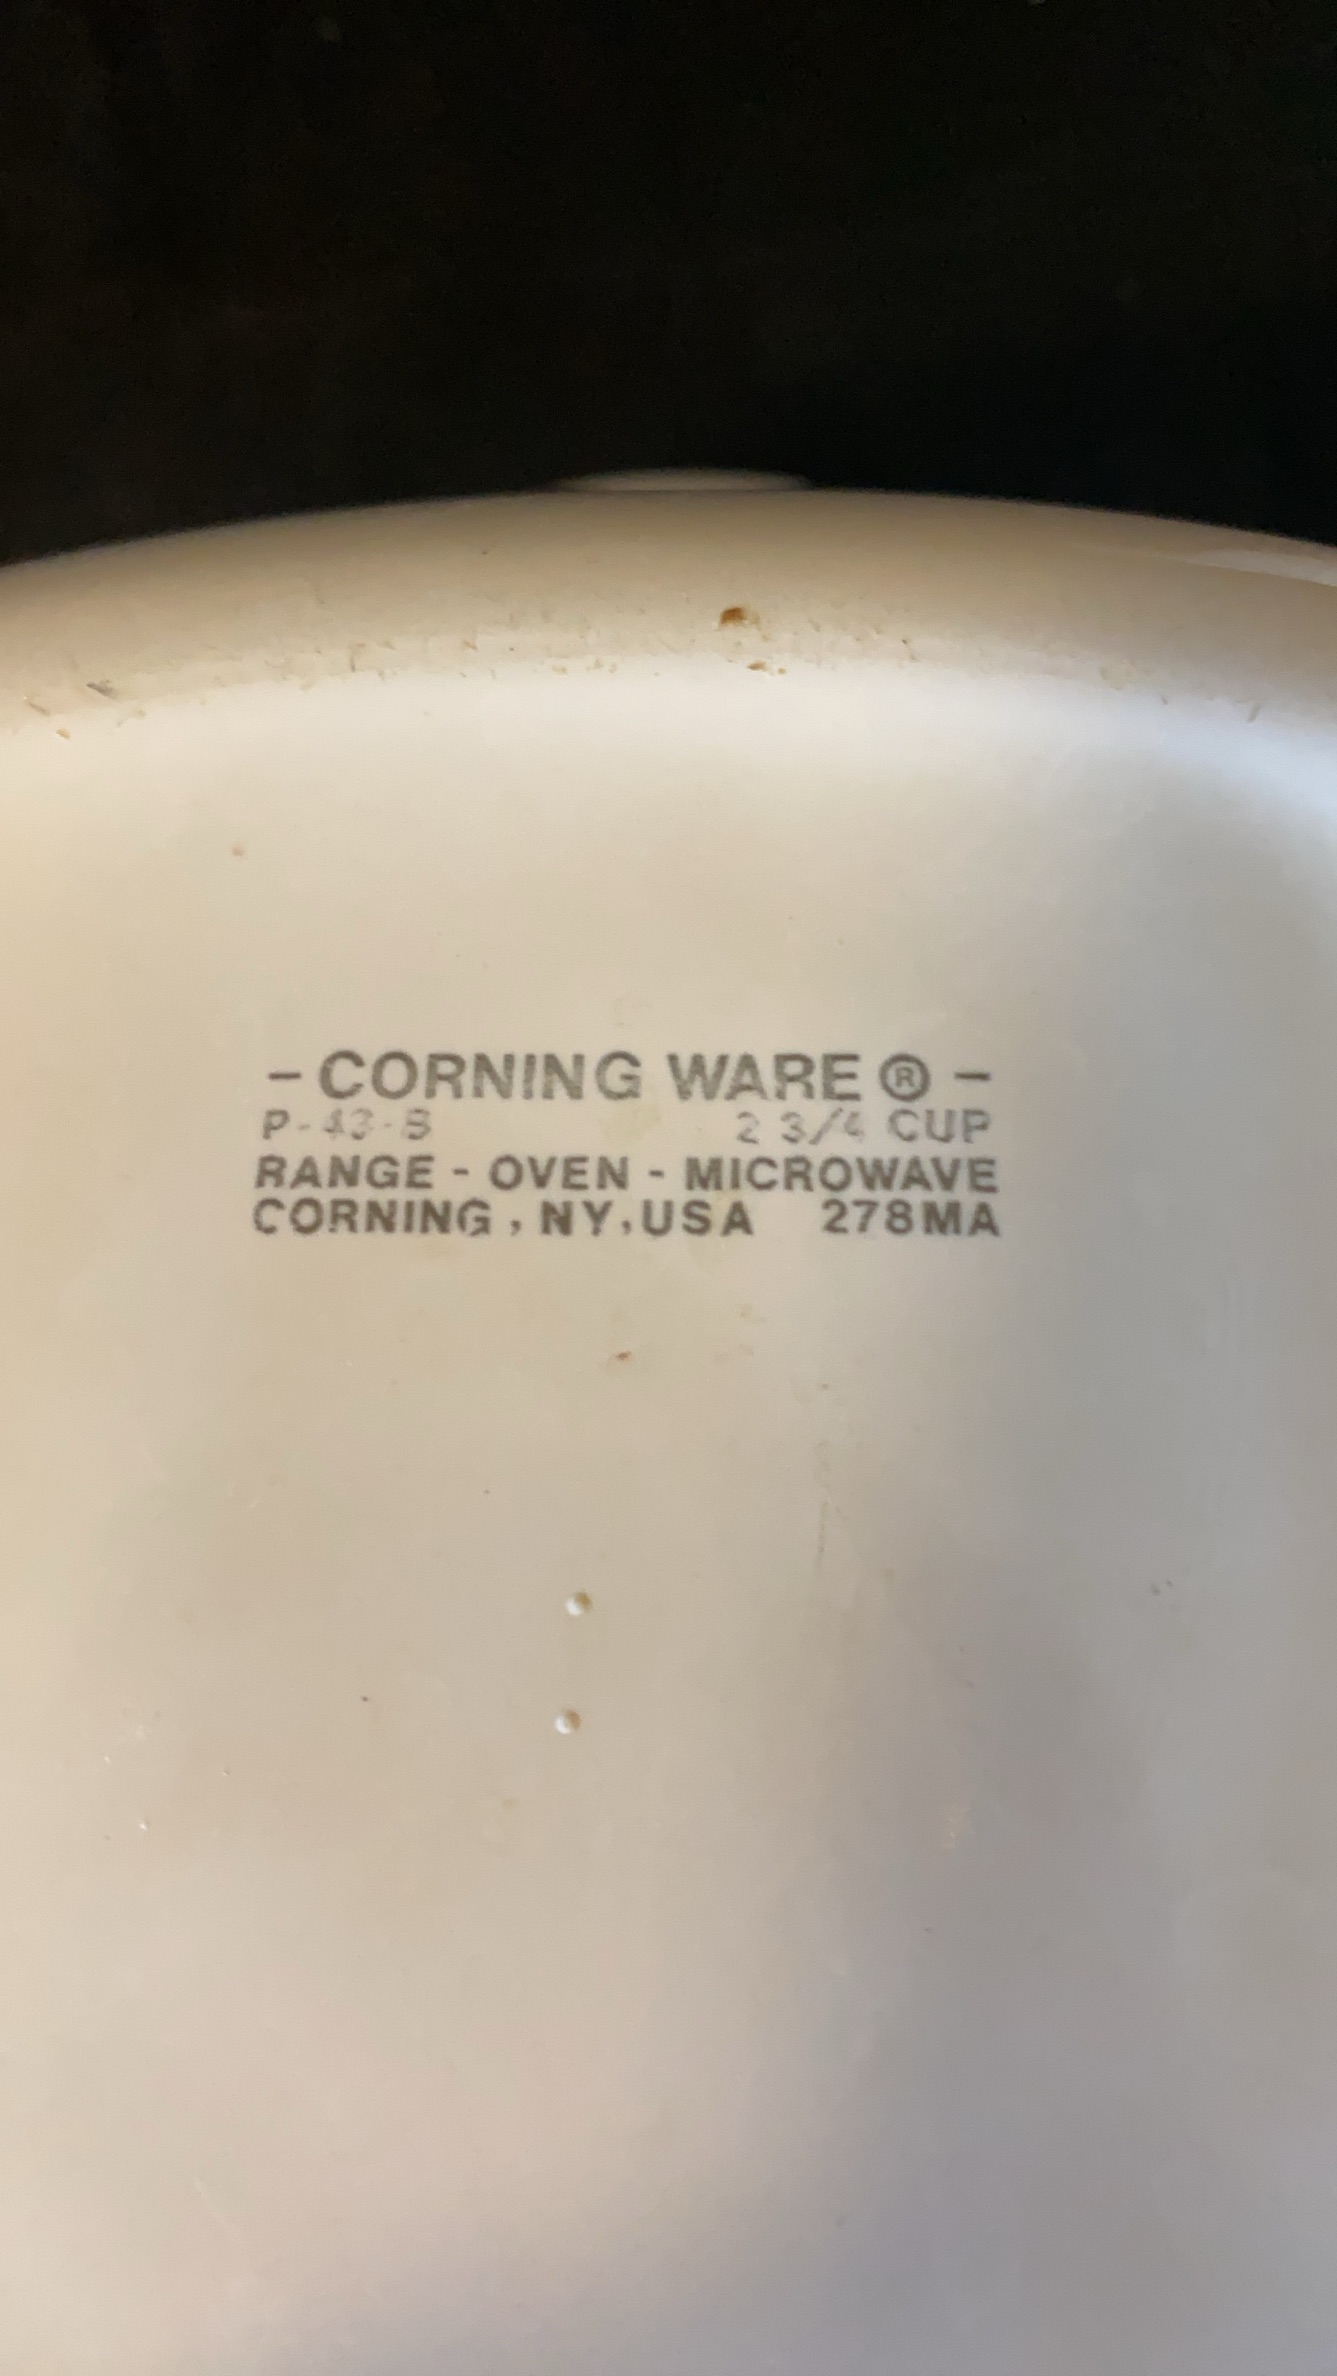 - CORNING WARE ® -
P-43-B 2 3/4 CUP
RANGE - OVEN - MICROWAVE
CORNING, NY, USA 278MA